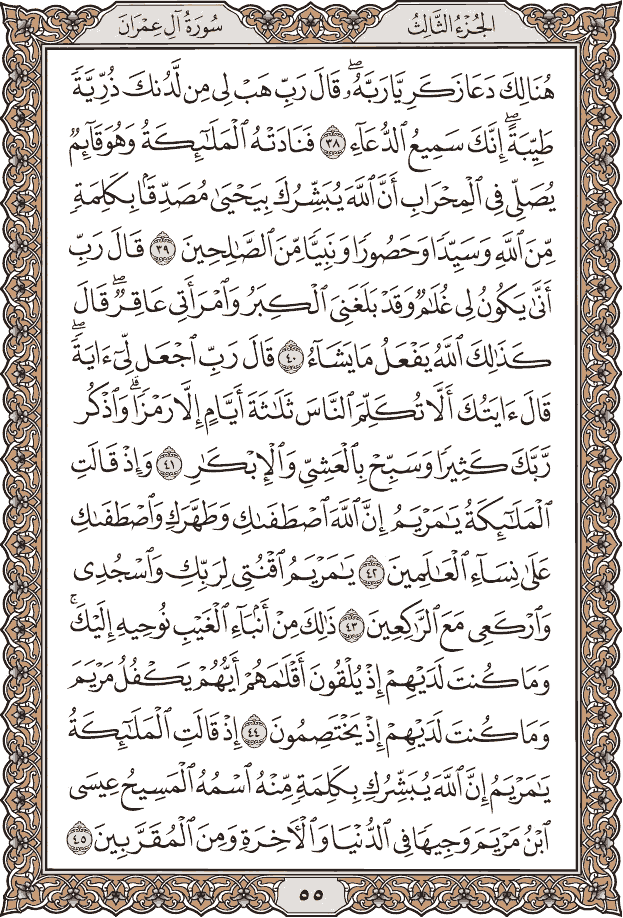 الجُزْءُ الثَّالِثُ
سُورَةُ آلِ عِمْرَانَ
هُنَالِكَ دَعَا زَكَرِيَّا رَبَّهُۥۖ قَالَ رَبِّ هَبْ لِى مِن لَّدُنكَ ذُرِّيَّةٗ
طَيِّبَةًۖ إِنَّكَ سَمِيعُ ٱلدُّعَآءِ ٣٨ فَنَادَتْهُ ٱلْمَلَٰٓئِكَةُ وَهُوَ قَآئِمٞ
يُصَلِّى فِى ٱلْمِحْرَابِ أَنَّ ٱللَّهَ يُبَشِّرُكَ بِيَحْيَىٰ مُصَدِّقَۢا بِكَلِمَةٖ
مِّنَ ٱللَّهِ وَسَيِّدٗا وَحَصُورٗا وَنَبِيّٗا مِّنَ ٱلصَّٰلِحِينَ ٣٩ قَالَ رَبِّ
أَنَّىٰ يَكُونُ لِى غُلَٰمٞ وَقَدْ بَلَغَنِىَ ٱلْكِبَرُ وَٱمْرَأَتِى عَاقِرٞۖ قَالَ
كَذَٰلِكَ ٱللَّهُ يَفْعَلُ مَا يَشَآءُ ٤٠ قَالَ رَبِّ ٱجْعَل لِّىٓ ءَايَةٗۖ
قَالَ ءَايَتُكَ أَلَّا تُكَلِّمَ ٱلنَّاسَ ثَلَٰثَةَ أَيَّامٍ إِلَّا رَمْزٗاۗ وَٱذْكُر
رَّبَّكَ كَثِيرٗا وَسَبِّحْ بِٱلْعَشِىِّ وَٱلْإِبْكَٰرِ ٤١ وَإِذْ قَالَتِ
ٱلْمَلَٰٓئِكَةُ يَٰمَرْيَمُ إِنَّ ٱللَّهَ ٱصْطَفَىٰكِ وَطَهَّرَكِ وَٱصْطَفَىٰكِ
عَلَىٰ نِسَآءِ ٱلْعَٰلَمِينَ ٤٢ يَٰمَرْيَمُ ٱقْنُتِى لِرَبِّكِ وَٱسْجُدِى
وَٱرْكَعِى مَعَ ٱلرَّٰكِعِينَ ٤٣ ذَٰلِكَ مِنْ أَنۢبَآءِ ٱلْغَيْبِ نُوحِيهِ إِلَيْكَۚ
وَمَا كُنتَ لَدَيْهِمْ إِذْ يُلْقُونَ أَقْلَٰمَهُمْ أَيُّهُمْ يَكْفُلُ مَرْيَمَ
وَمَا كُنتَ لَدَيْهِمْ إِذْ يَخْتَصِمُونَ ٤٤ إِذْ قَالَتِ ٱلْمَلَٰٓئِكَةُ
يَٰمَرْيَمُ إِنَّ ٱللَّهَ يُبَشِّرُكِ بِكَلِمَةٖ مِّنْهُ ٱسْمُهُ ٱلْمَسِيحُ عِيسَى
ٱبْنُ مَرْيَمَ وَجِيهٗا فِى ٱلدُّنْيَا وَٱلْأَخِرَةِ وَمِنَ ٱلْمُقَرَّبِينَ ٤٥
٥٥